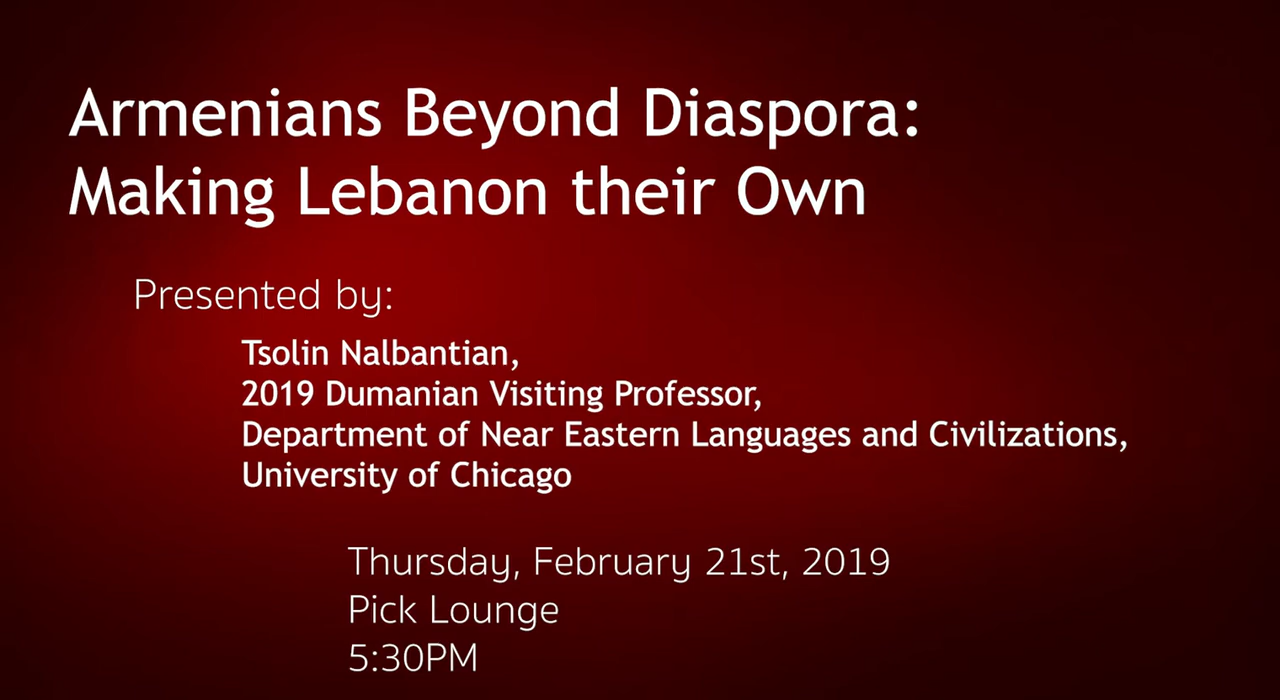 Armenians Beyond Diaspora:
Making Lebanon their Own
Presented by:
Tsolin Nalbantian,
2019 Dumanian Visiting Professor,
Department of Near Eastern Languages and Civilizations,
University of Chicago
Thursday, February 21st, 2019
Pick Lounge
5:30PM